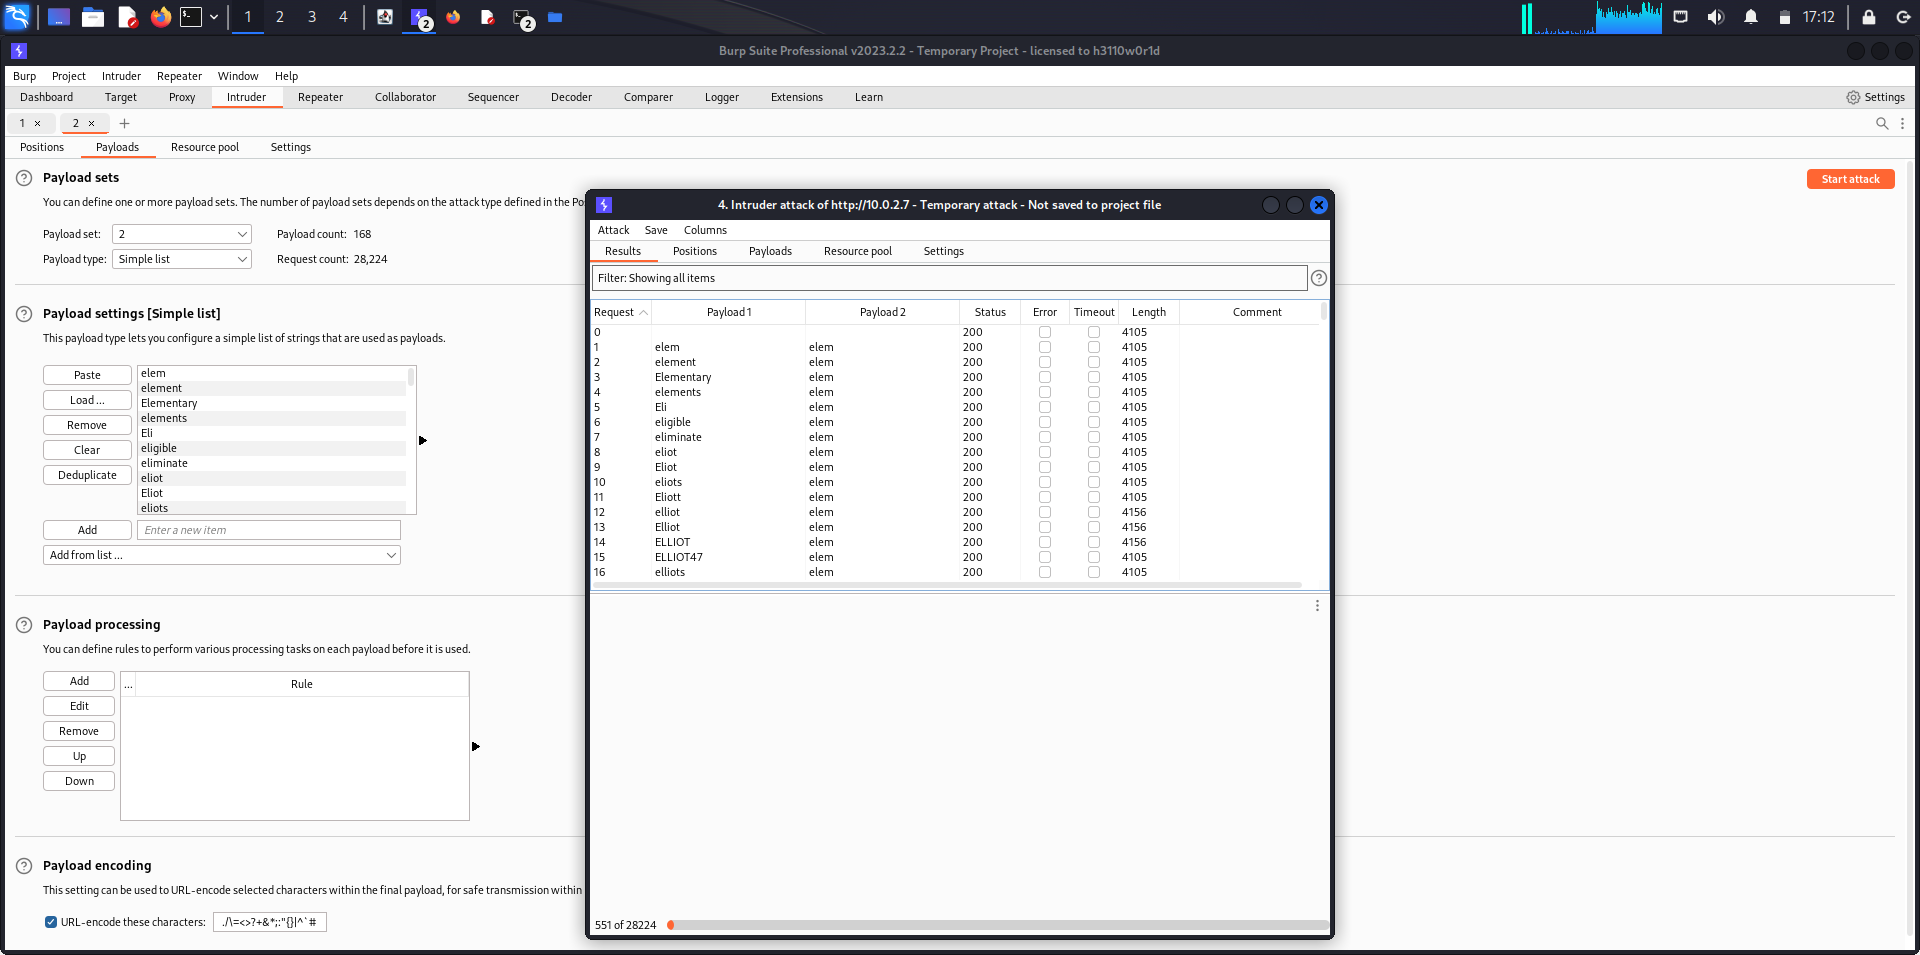 1 2 3 4 2 2 17:12
Burp Suite Professional v2023.2.2 - Temporary Project - licensed to h3110w0r1d
Burp Project Intruder Repeater Window Help
Dashboard Target Proxy Intruder Repeater Collaborator Sequencer Decoder Comparer Logger Extensions Learn Settings
1 × 2 × +
Positions Payloads Resource pool Settings
Payload sets
Start attack
You can define one or more payload sets. The number of payload sets depends on the attack type defined in the Po
Payload set: 2 Payload count: 168
Payload type: Simple list Request count: 28,224
Payload settings [Simple list]
This payload type lets you configure a simple list of strings that are used as payloads.
Paste
Load ...
Remove
Clear
Deduplicate
elem
element
Elementary
elements
Eli
eligible
eliminate
eliot
Eliot
eliots
Add Enter a new item
Add from list ...
Payload processing
You can define rules to perform various processing tasks on each payload before it is used.
Add
Edit
Remove
Up
Down
... Rule
Payload encoding
This setting can be used to URL-encode selected characters within the final payload, for safe transmission within
URL-encode these characters: ./\=<>?+&*;:"{}|^`#
4. Intruder attack of http://10.0.2.7 - Temporary attack - Not saved to project file
Attack Save Columns
Results Positions Payloads Resource pool Settings
Filter: Showing all items
Request Payload 1 Payload 2 Status Error Timeout Length Comment
0 200 4105
1 elem elem 200 4105
2 element elem 200 4105
3 Elementary elem 200 4105
4 elements elem 200 4105
5 Eli elem 200 4105
6 eligible elem 200 4105
7 eliminate elem 200 4105
8 eliot elem 200 4105
9 Eliot elem 200 4105
10 eliots elem 200 4105
11 Eliott elem 200 4105
12 elliot elem 200 4156
13 Elliot elem 200 4156
14 ELLIOT elem 200 4156
15 ELLIOT47 elem 200 4105
16 elliots elem 200 4105
551 of 28224